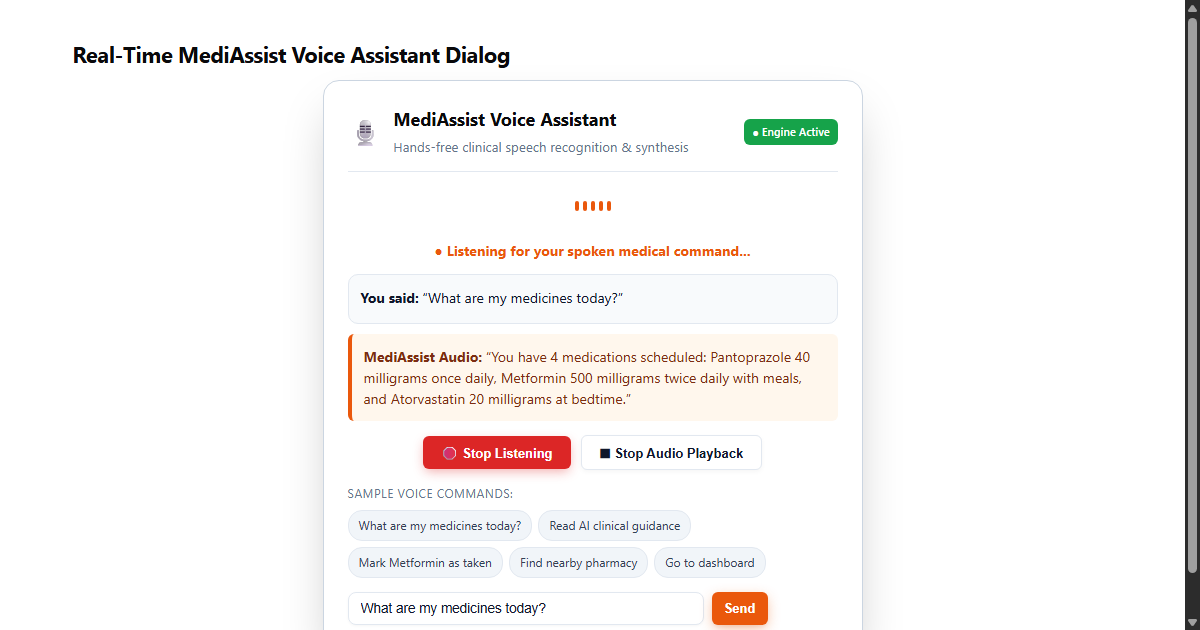 Real-Time MediAssist Voice Assistant Dialog
MediAssist Voice Assistant
Hands-free clinical speech recognition & synthesis
● Engine Active
● Listening for your spoken medical command...
You said: “What are my medicines today?”
MediAssist Audio: “You have 4 medications scheduled: Pantoprazole 40
milligrams once daily, Metformin 500 milligrams twice daily with meals,
and Atorvastatin 20 milligrams at bedtime.”
Stop Listening
Stop Audio Playback
SAMPLE VOICE COMMANDS:
What are my medicines today?
Read AI clinical guidance
Mark Metformin as taken
Find nearby pharmacy
Go to dashboard
What are my medicines today?
Send